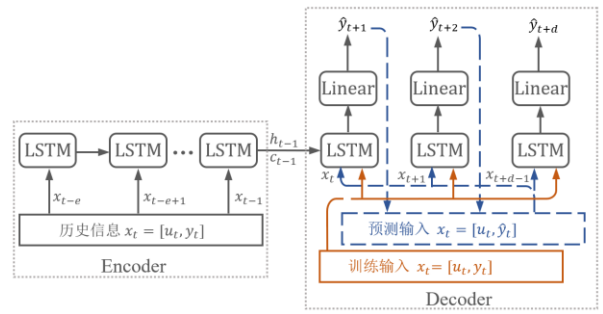 ŷ_{t+1} ŷ_{t+2} ŷ_{t+d}
Linear Linear Linear
LSTM LSTM ••• LSTM
h_{t-1}
c_{t-1}
LSTM LSTM LSTM
x_{t-e} x_{t-e+1} x_{t-1}
x_t x_{t+1} x_{t+d-1}
历史信息 x_t = [u_t, y_t]
预测输入 x_t = [u_t, ŷ_t]
训练输入 x_t = [u_t, y_t]
Encoder
Decoder